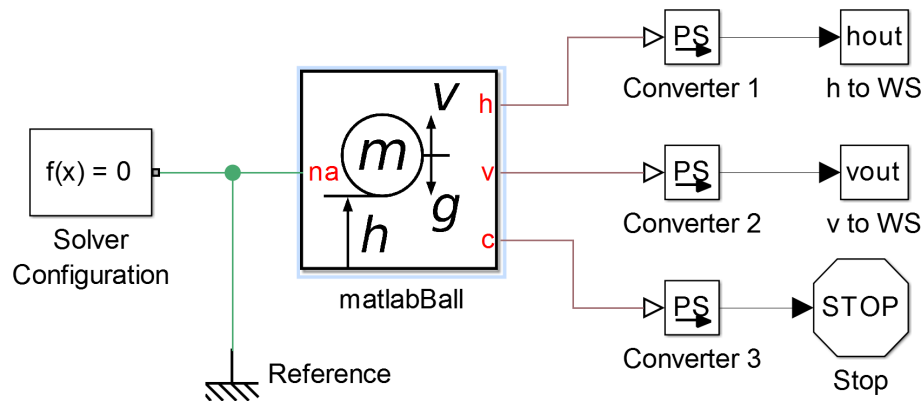 PS
hout
Converter 1
h to WS
v
h
m
f(x) = 0
na
v
PS
vout
g
Converter 2
v to WS
h
c
Solver
Configuration
matlabBall
PS
STOP
Converter 3
Stop
Reference